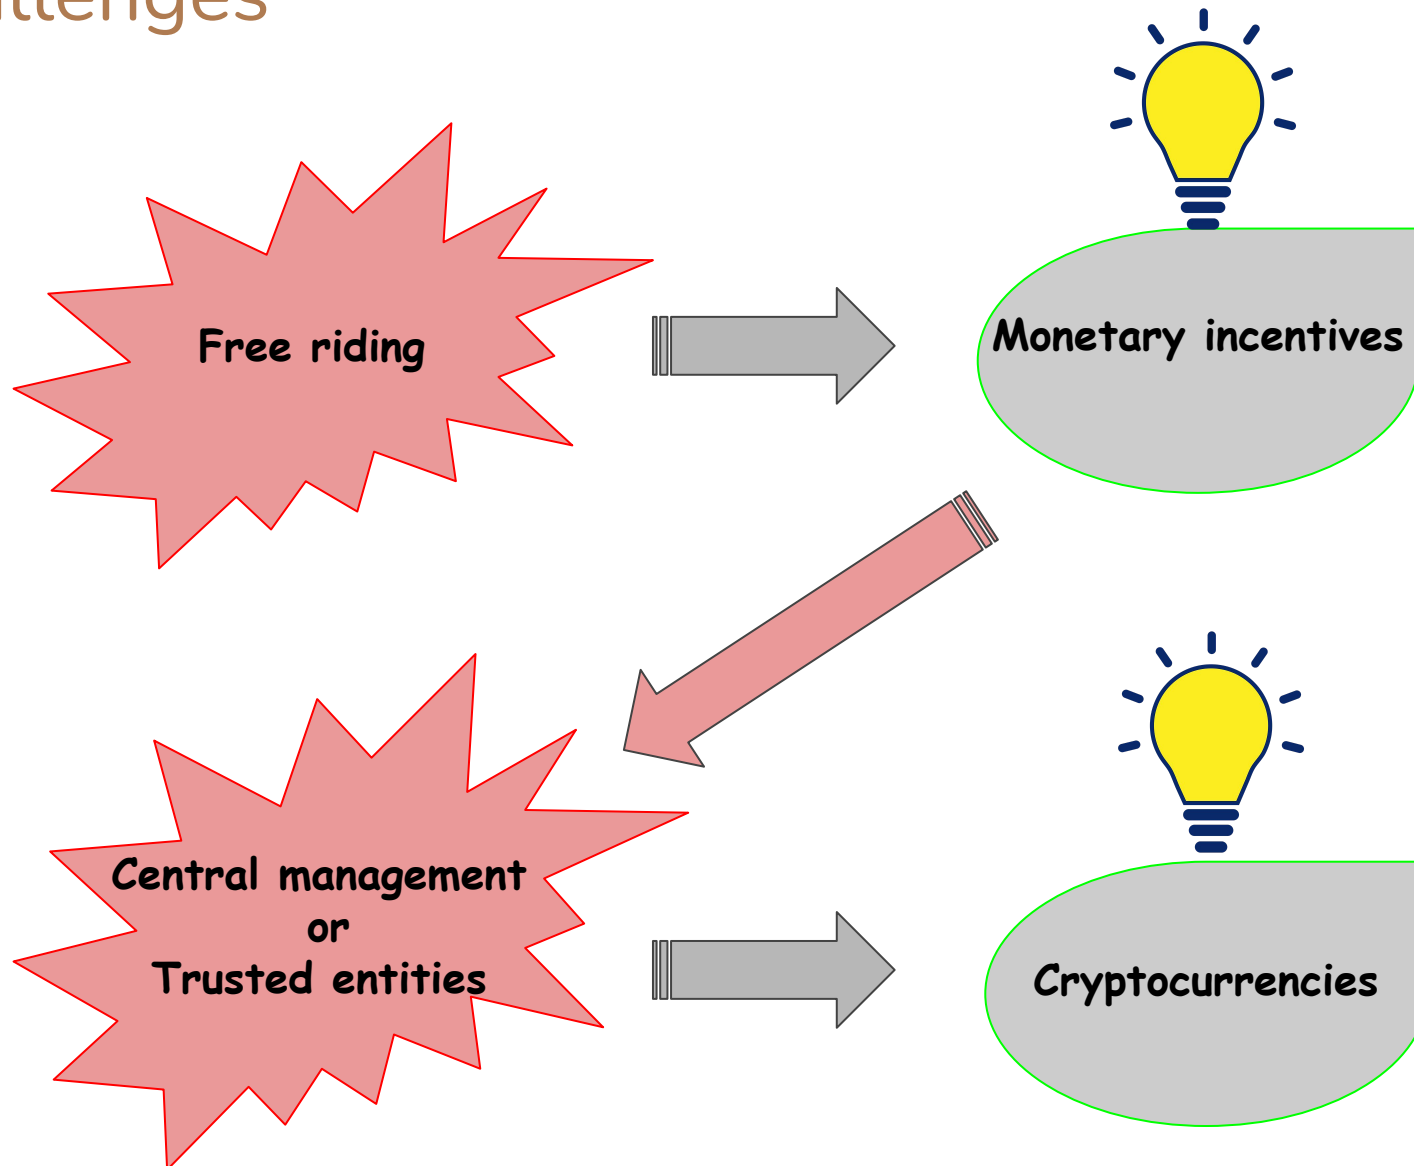 Free riding
Monetary incentives
Central management
or
Trusted entities
Cryptocurrencies